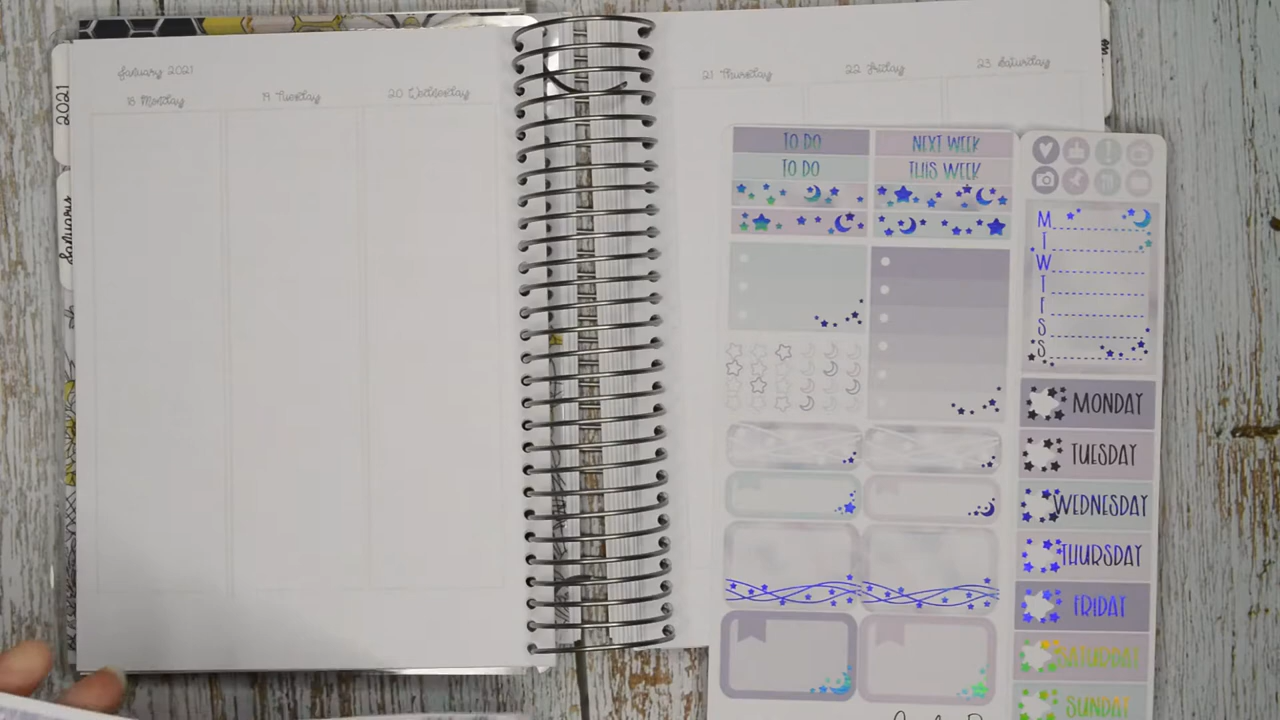 2021
January
January 2021
18 Monday
19 Tuesday
20 Wednesday
21 Thursday
22 Friday
23 Saturday
TO DO
TO DO
NEXT WEEK
THIS WEEK
M
T
W
T
F
S
S
MONDAY
TUESDAY
WEDNESDAY
THURSDAY
FRIDAY
SATURDAY
SUNDAY